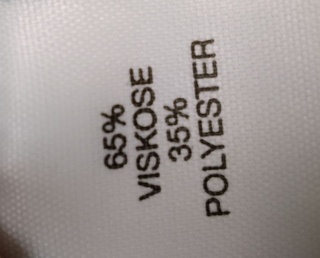 65%
VISKOSE
35%
POLYESTER